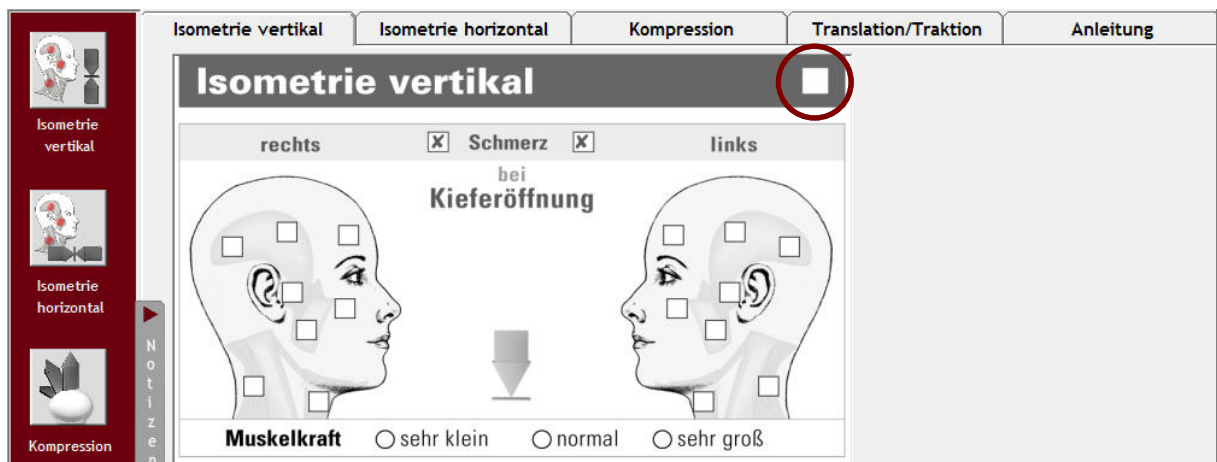 Isometrie vertikal
Isometrie horizontal
Kompression
Translation/Traktion
Anleitung
Isometrie
vertikal
Isometrie
horizontal
Kompression
Notizen
Isometrie vertikal
rechts
Schmerz
links
bei
Kieferöffnung
Muskelkraft
sehr klein
normal
sehr groß